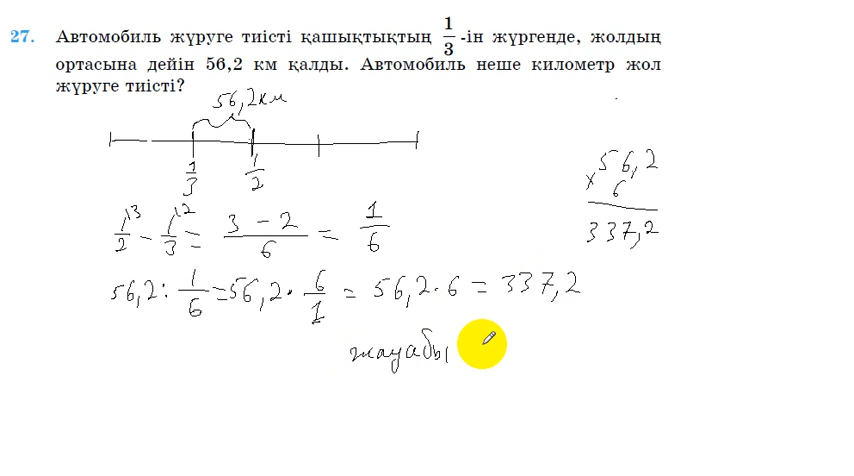 27. Автомобиль жүруге тиісті қашықтықтың 1/3 -ін жүргенде, жолдың
ортасына дейін 56,2 км қалды. Автомобиль неше километр жол
жүруге тиісті?
56,2км
1/3 1/2
56,2
× 6
337,2
1/2 ³ − 1/3 ² = 3 − 2 / 6 = 1/6
56,2 : 1/6 = 56,2 · 6/1 = 56,2 · 6 = 337,2
жауабы